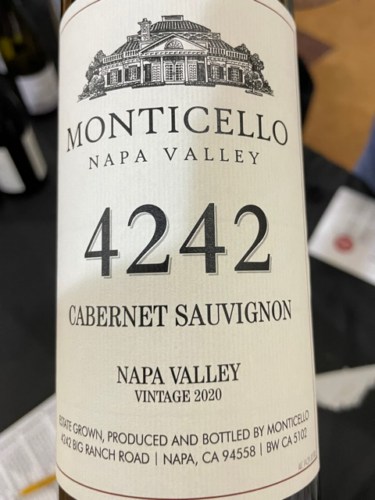 MONTICELLO
NAPA VALLEY
4242
CABERNET SAUVIGNON
NAPA VALLEY
VINTAGE 2020
ESTATE GROWN, PRODUCED AND BOTTLED BY MONTICELLO
4242 BIG RANCH ROAD | NAPA, CA 94558 | BW CA 5102